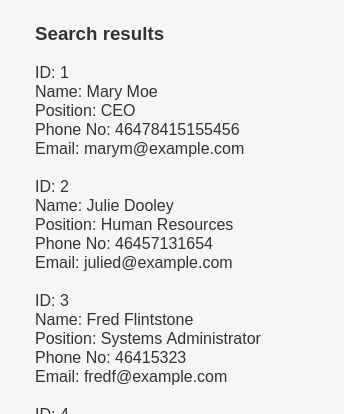 Search results
ID: 1
Name: Mary Moe
Position: CEO
Phone No: 46478415155456
Email: marym@example.com
ID: 2
Name: Julie Dooley
Position: Human Resources
Phone No: 46457131654
Email: julied@example.com
ID: 3
Name: Fred Flintstone
Position: Systems Administrator
Phone No: 46415323
Email: fredf@example.com
ID: 4